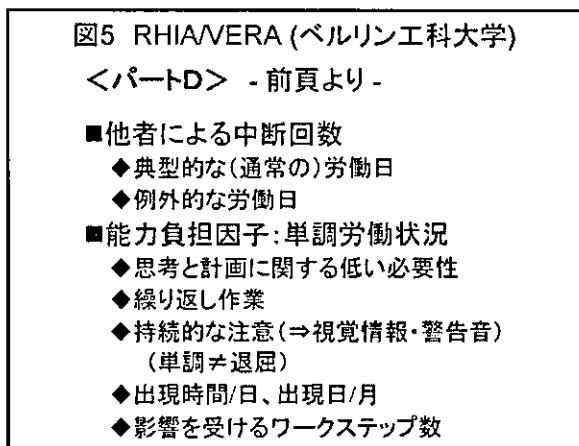 図5 RHIA/VERA (ベルリン工科大学)
＜パートD＞ - 前頁より -
■他者による中断回数
◆典型的な(通常の)労働日
◆例外的な労働日
■能力負担因子:単調労働状況
◆思考と計画に関する低い必要性
◆繰り返し作業
◆持続的な注意(⇒視覚情報・警告音)
(単調≠退屈)
◆出現時間/日、出現日/月
◆影響を受けるワークステップ数